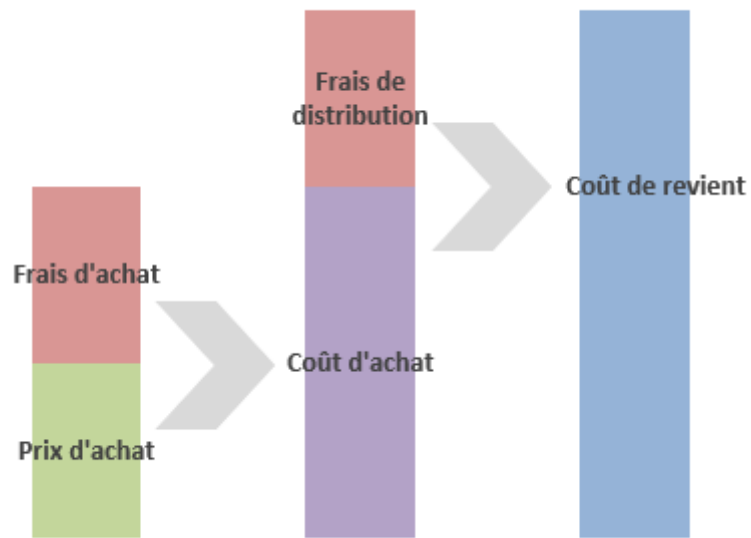 Frais d'achat
Prix d'achat
Frais de
distribution
Coût d'achat
Coût de revient